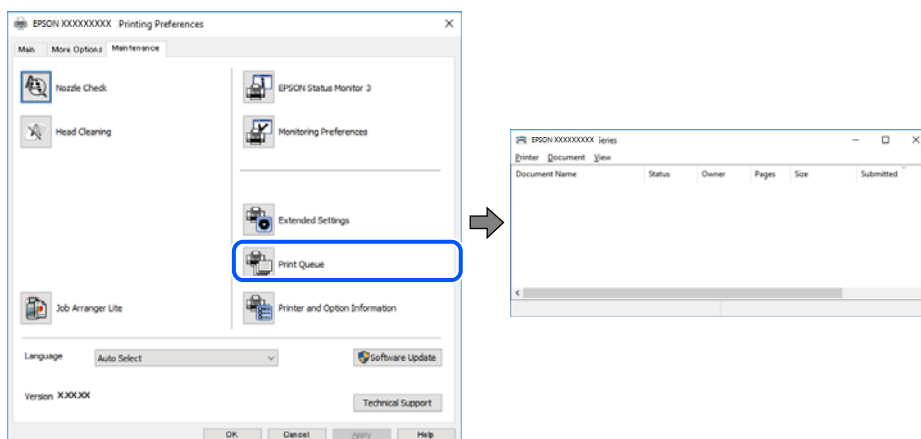 EPSON XXXXXXXXX Printing Preferences
Main More Options Maintenance
Nozzle Check
Head Cleaning
Job Arranger Lite
EPSON Status Monitor 3
Monitoring Preferences
Extended Settings
Print Queue
Printer and Option Information
Language Auto Select Software Update
Version X.XX.XX
Technical Support
OK Cancel Apply Help
EPSON XXXXXXXXX ieries
Printer Document View
Document Name Status Owner Pages Size Submitted